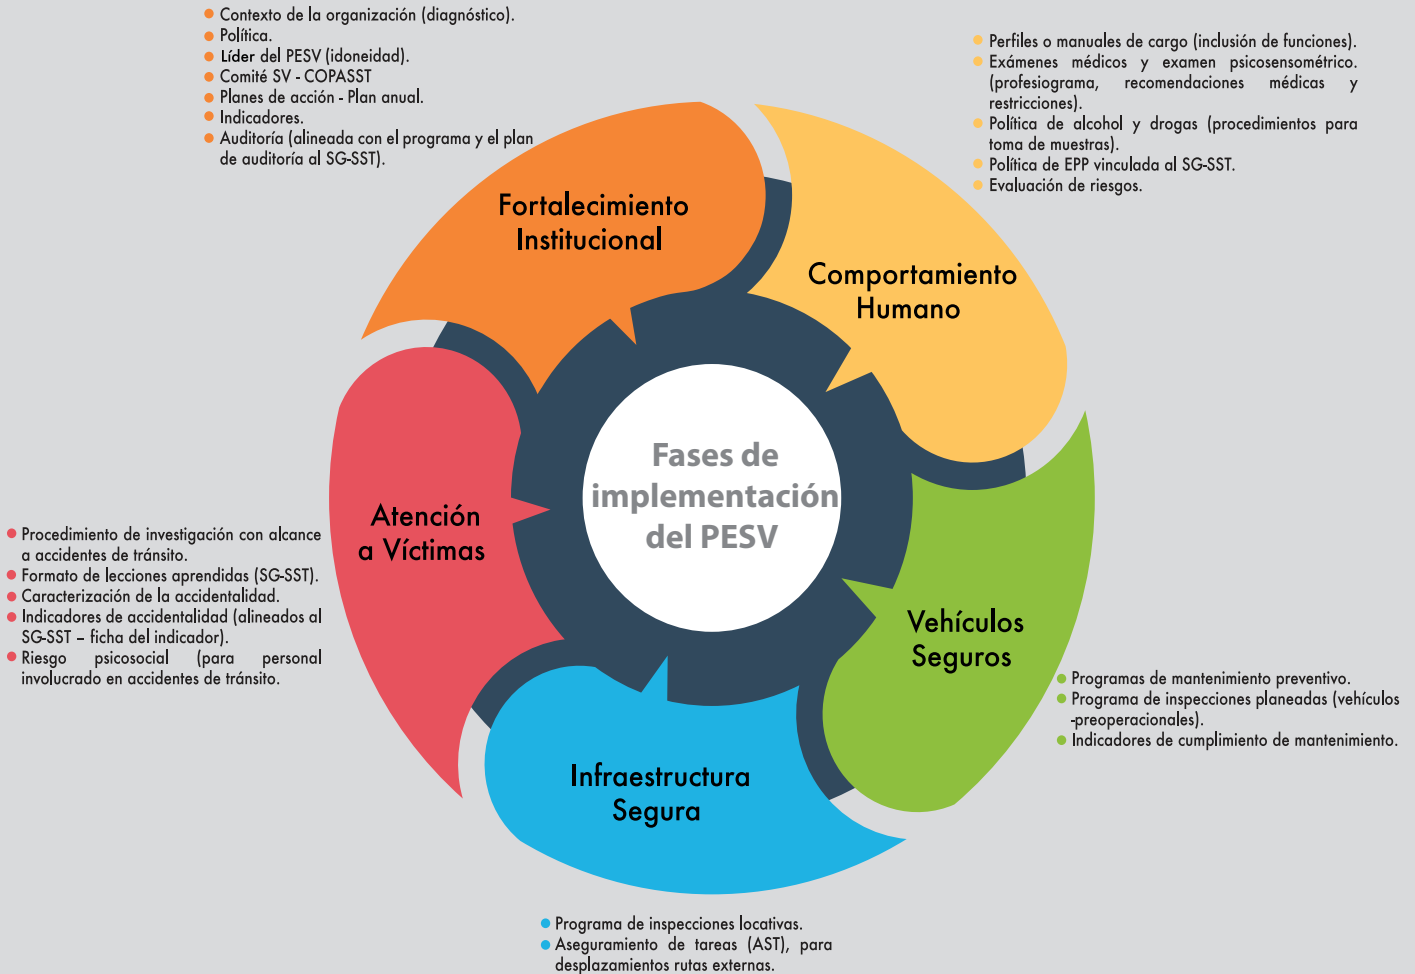 Contexto de la organización (diagnóstico).
Política.
Líder del PESV (idoneidad).
Comité SV - COPASST
Planes de acción - Plan anual.
Indicadores.
Auditoría (alineada con el programa y el plan
de auditoría al SG-SST).
Perfiles o manuales de cargo (inclusión de funciones).
Exámenes médicos y examen psicosensométrico.
(profesiograma, recomendaciones médicas y
restricciones).
Política de alcohol y drogas (procedimientos para
toma de muestras).
Política de EPP vinculada al SG-SST.
Evaluación de riesgos.
Fortalecimiento
Institucional
Comportamiento
Humano
Fases de
implementación
del PESV
Atención
a Víctimas
Procedimiento de investigación con alcance
a accidentes de tránsito.
Formato de lecciones aprendidas (SG-SST).
Caracterización de la accidentalidad.
Indicadores de accidentalidad (alineados al
SG-SST – ficha del indicador).
Riesgo psicosocial (para personal
involucrado en accidentes de tránsito.
Vehículos
Seguros
Programas de mantenimiento preventivo.
Programa de inspecciones planeadas (vehículos
-preoperacionales).
Indicadores de cumplimiento de mantenimiento.
Infraestructura
Segura
Programa de inspecciones locativas.
Aseguramiento de tareas (AST), para
desplazamientos rutas externas.